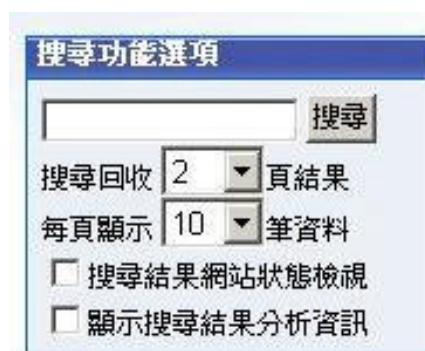 搜尋功能選項
搜尋
搜尋回收 2 頁結果
每頁顯示 10 筆資料
搜尋結果網站狀態檢視
顯示搜尋結果分析資訊